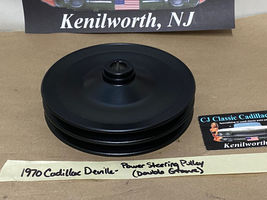 Kenilworth, NJ
CJ Classic Cadillac
Kenilworth
1970 Cadillac Deville - Power Steering Pulley
(Double Groove)